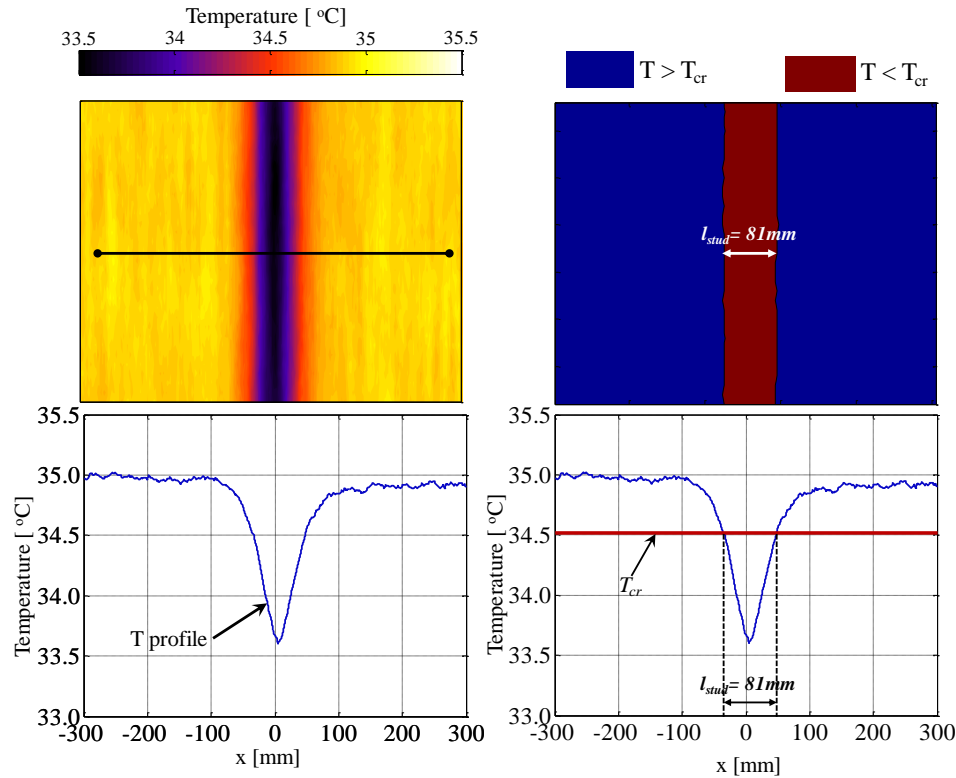 Temperature [ °C]
33.5 34 34.5 35 35.5
T > Tcr
T < Tcr
lstud= 81mm
35.5
35.0
34.5
34.0
33.5
33.0
Temperature [ °C]
T profile
-300 -200 -100 0 100 200 300
x [mm]
35.5
35.0
34.5
34.0
33.5
33.0
Temperature [ °C]
Tcr
lstud= 81mm
-300 -200 -100 0 100 200 300
x [mm]